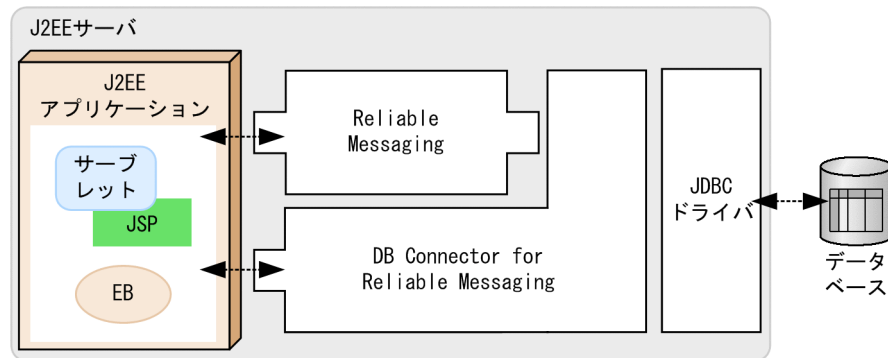 J2EEサーバ
J2EE
アプリケーション
サーブ
レット
JSP
EB
Reliable
Messaging
DB Connector for
Reliable Messaging
JDBC
ドライバ
データ
ベース